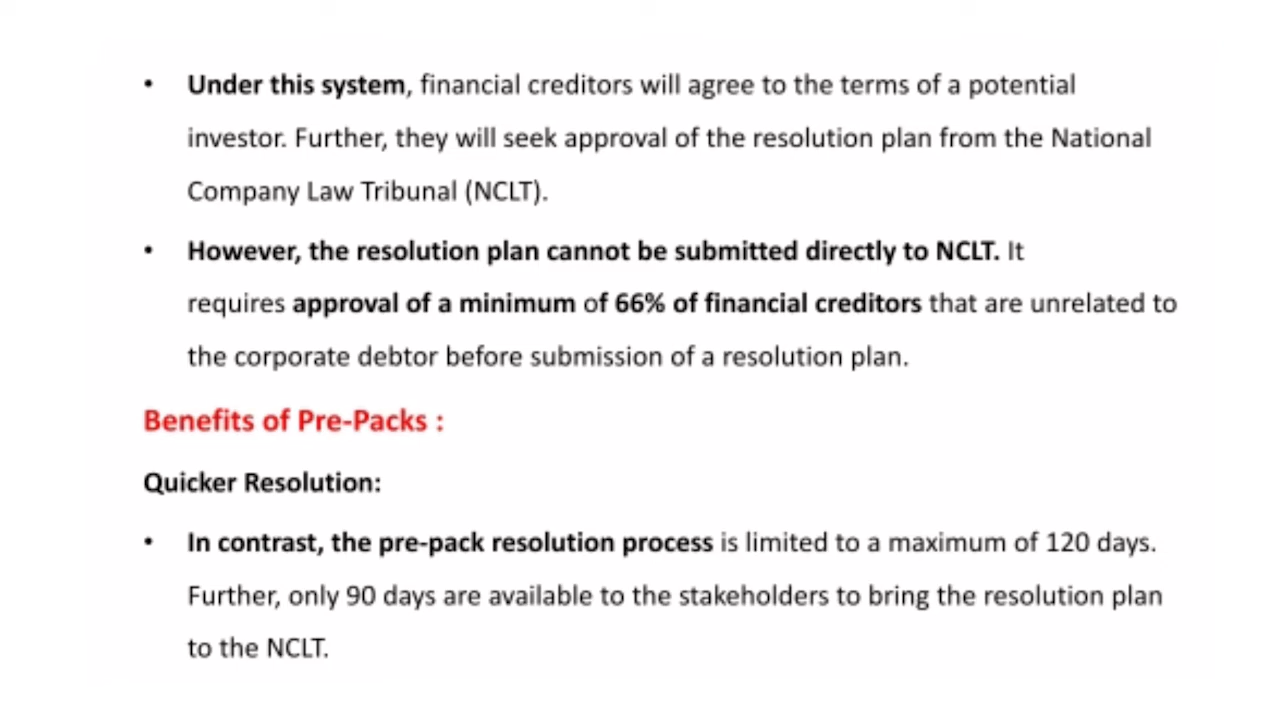 • Under this system, financial creditors will agree to the terms of a potential
investor. Further, they will seek approval of the resolution plan from the National
Company Law Tribunal (NCLT).
• However, the resolution plan cannot be submitted directly to NCLT. It
requires approval of a minimum of 66% of financial creditors that are unrelated to
the corporate debtor before submission of a resolution plan.
Benefits of Pre-Packs :
Quicker Resolution:
• In contrast, the pre-pack resolution process is limited to a maximum of 120 days.
Further, only 90 days are available to the stakeholders to bring the resolution plan
to the NCLT.